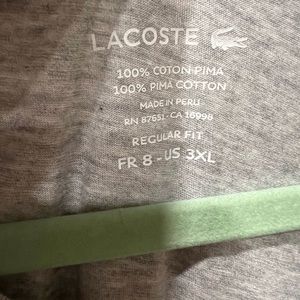 LACOSTE
100% COTON PIMA
100% PIMA COTTON
MADE IN PERU
RN 87651 - CA 16998
REGULAR FIT
FR 8 - US 3XL